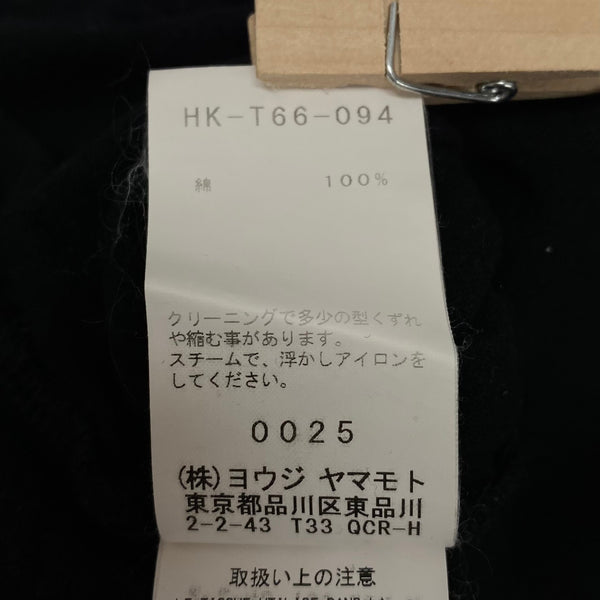 HK-T66-094
綿 100%
クリーニングで多少の型くずれ
や縮む事があります。
スチームで、浮かしアイロンを
してください。
0025
(株)ヨウジ ヤマモト
東京都品川区東品川
2-2-43 T33 QCR-H
取扱い上の注意